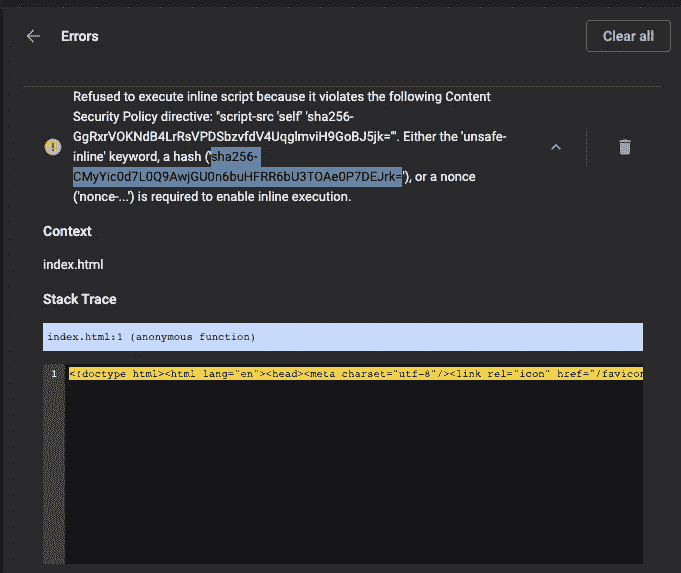 Errors
Clear all
Refused to execute inline script because it violates the following Content
Security Policy directive: "script-src 'self' 'sha256-
GgRxrVOKNdB4LrRsVPDSbzvfdV4UqglmviH9GoBJ5jk='". Either the 'unsafe-
inline' keyword, a hash ('sha256-
CMyYic0d7L0Q9AwjGU0n6buHFRR6bU3TOAe0P7DEJrk='), or a nonce
('nonce-...') is required to enable inline execution.
Context
index.html
Stack Trace
index.html:1 (anonymous function)
1 <!doctype html><html lang="en"><head><meta charset="utf-8"/><link rel="icon" href="/favicon